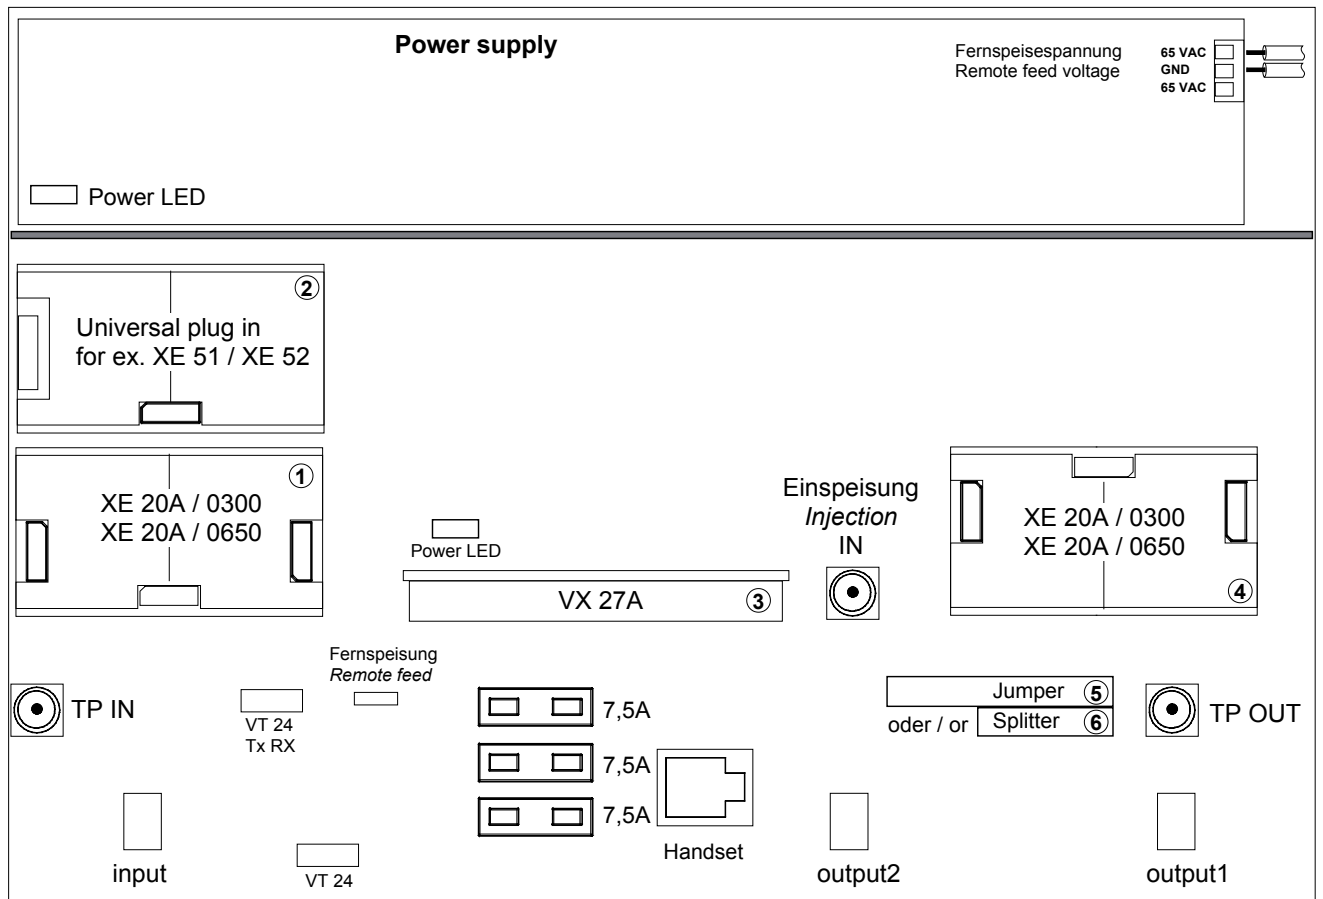 Power supply
Fernspeisespannung
Remote feed voltage
65 VAC
GND
65 VAC
Power LED
2
Universal plug in
for ex. XE 51 / XE 52
1
XE 20A / 0300
XE 20A / 0650
Power LED
VX 27A 3
Einspeisung
Injection
IN
XE 20A / 0300
XE 20A / 0650
4
TP IN
VT 24
Tx RX
Fernspeisung
Remote feed
7,5A
7,5A
7,5A
Jumper 5
oder / or Splitter 6
TP OUT
input
VT 24
Handset
output2
output1